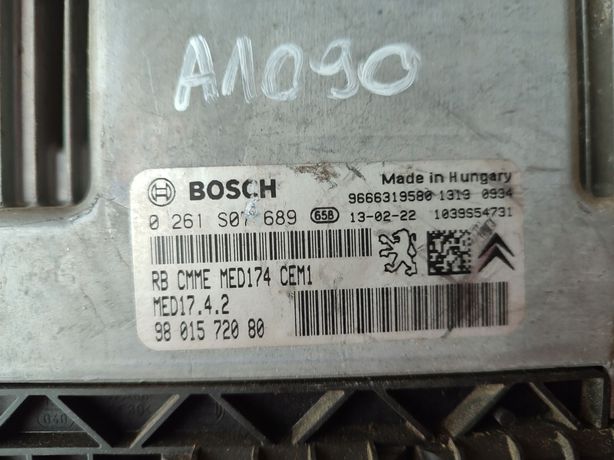 A1090
Made in Hungary
BOSCH
9666319580 1319 0934
0 261 S07 689 658 13-02-22 1039S54731
RB CMME MED174 CEM1
MED17.4.2
98 015 720 80
040